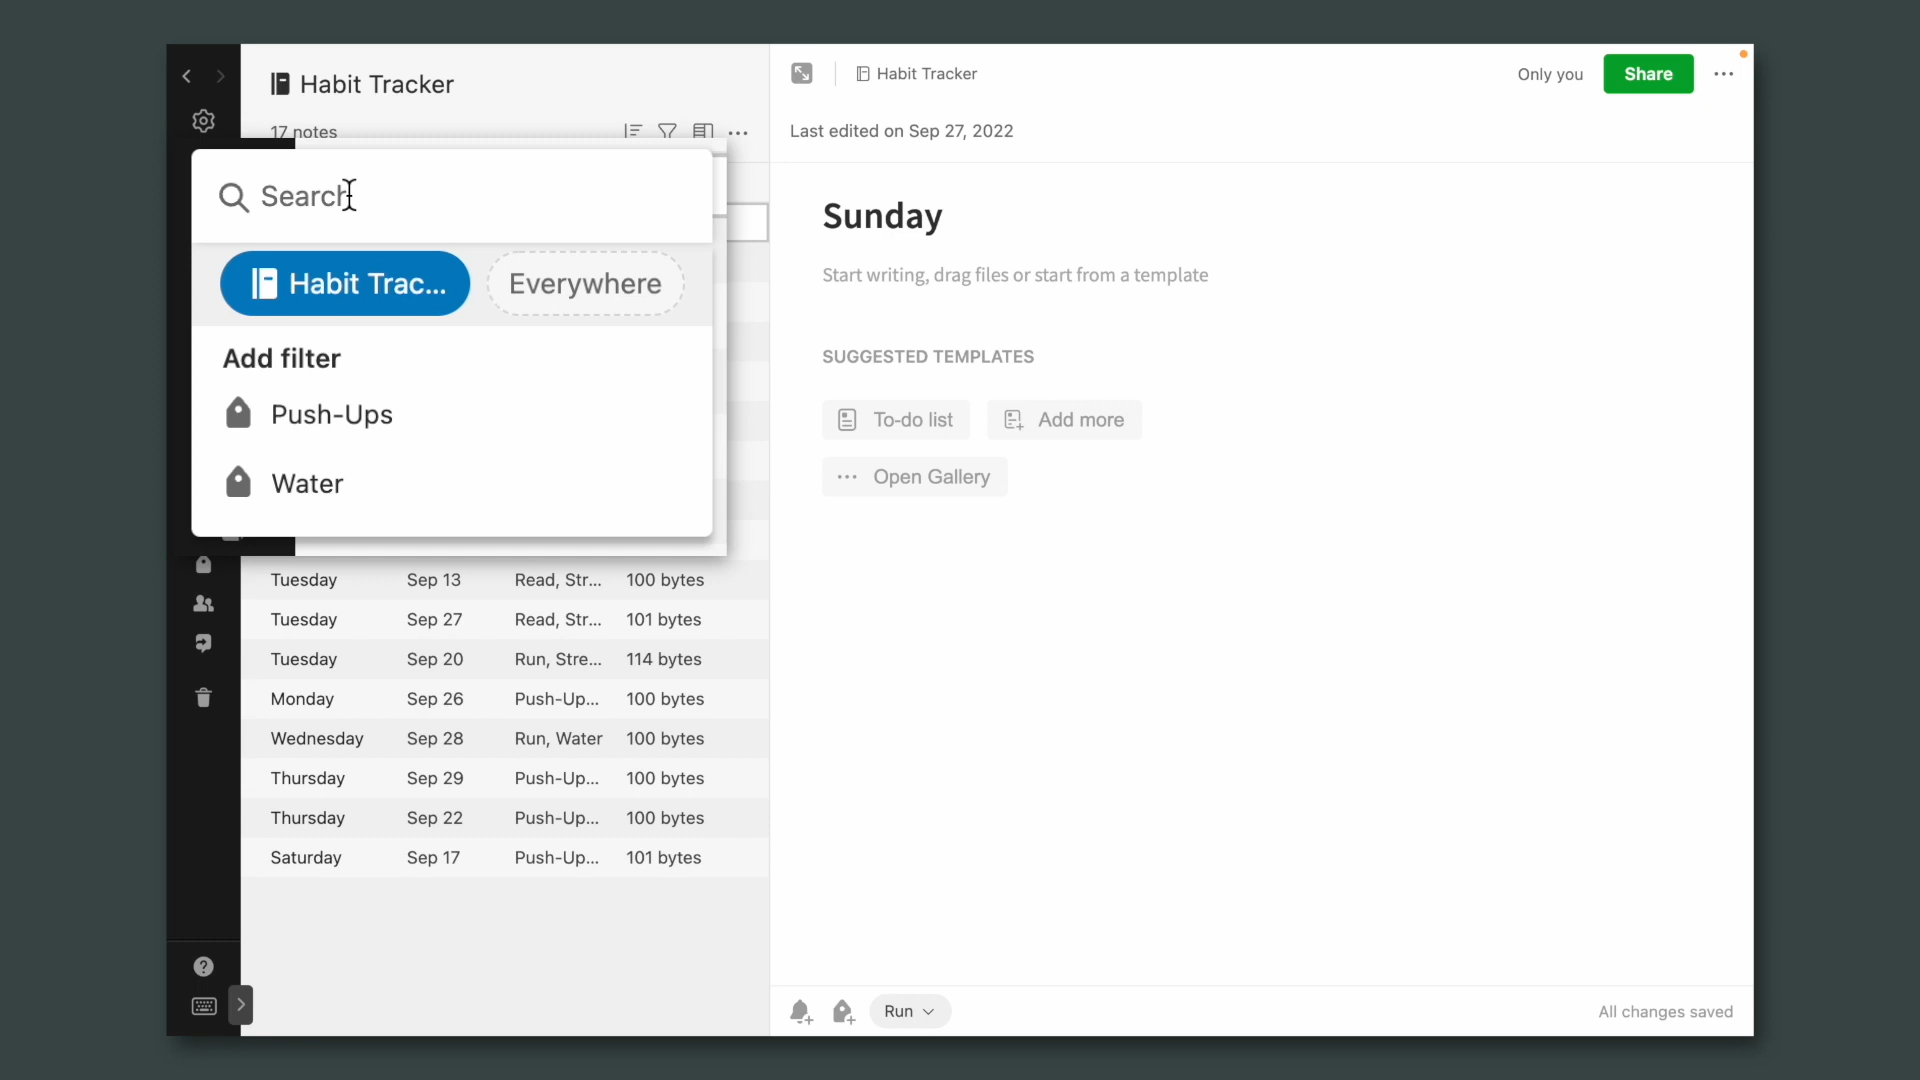 Habit Tracker
17 notes
Search
Habit Trac...
Everywhere
Add filter
Push-Ups
Water
Tuesday Sep 13 Read, Str... 100 bytes
Tuesday Sep 27 Read, Str... 101 bytes
Tuesday Sep 20 Run, Stre... 114 bytes
Monday Sep 26 Push-Up... 100 bytes
Wednesday Sep 28 Run, Water 100 bytes
Thursday Sep 29 Push-Up... 100 bytes
Thursday Sep 22 Push-Up... 100 bytes
Saturday Sep 17 Push-Up... 101 bytes
Habit Tracker
Only you
Share
Last edited on Sep 27, 2022
Sunday
Start writing, drag files or start from a template
SUGGESTED TEMPLATES
To-do list
Add more
Open Gallery
Run
All changes saved